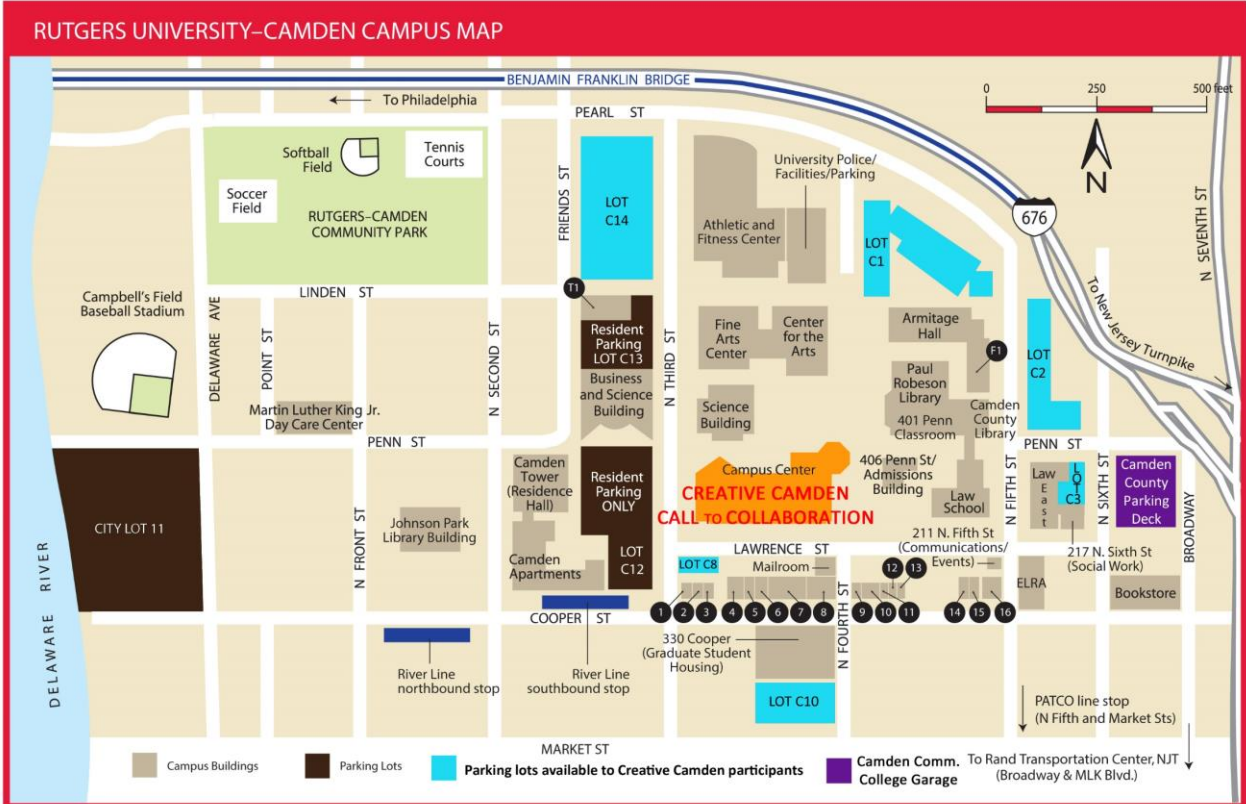 RUTGERS UNIVERSITY–CAMDEN CAMPUS MAP
BENJAMIN FRANKLIN BRIDGE
To Philadelphia
0 250 500 feet
N
PEARL ST
Softball
Field
Tennis
Courts
Soccer
Field
RUTGERS–CAMDEN
COMMUNITY PARK
FRIENDS ST
LOT
C14
University Police/
Facilities/Parking
Athletic and
Fitness Center
LOT
C1
676
N SEVENTH ST
To New Jersey Turnpike
LINDEN ST
T1
Campbell's Field
Baseball Stadium
DELAWARE AVE
POINT ST
N SECOND ST
N THIRD ST
Resident
Parking
LOT C13
Fine
Arts
Center
Center
for the
Arts
Armitage
Hall
F1
LOT
C2
Business
and Science
Building
Paul
Robeson
Library
Science
Building
401 Penn
Classroom
Camden
County
Library
Martin Luther King Jr.
Day Care Center
PENN ST
PENN ST
Camden
Tower
(Residence
Hall)
Resident
Parking
ONLY
Campus Center
CREATIVE CAMDEN
CALL TO COLLABORATION
406 Penn St/
Admissions
Building
Law
School
N FIFTH ST
Law
East
LOT
C3
N SIXTH ST
Camden
County
Parking
Deck
BROADWAY
CITY LOT 11
N FRONT ST
Johnson Park
Library Building
LAWRENCE ST
211 N. Fifth St
(Communications/
Events)
217 N. Sixth St
(Social Work)
Camden
Apartments
LOT
C12
LOT C8
Mailroom
12 13
ELRA
Bookstore
1 2 3 4 5 6 7 8 9 10 11 14 15 16
COOPER ST
N FOURTH ST
330 Cooper
(Graduate Student
Housing)
River Line
northbound stop
River Line
southbound stop
LOT C10
PATCO line stop
(N Fifth and Market Sts)
DELAWARE RIVER
MARKET ST
Campus Buildings
Parking Lots
Parking lots available to Creative Camden participants
Camden Comm.
College Garage
To Rand Transportation Center, NJT
(Broadway & MLK Blvd.)